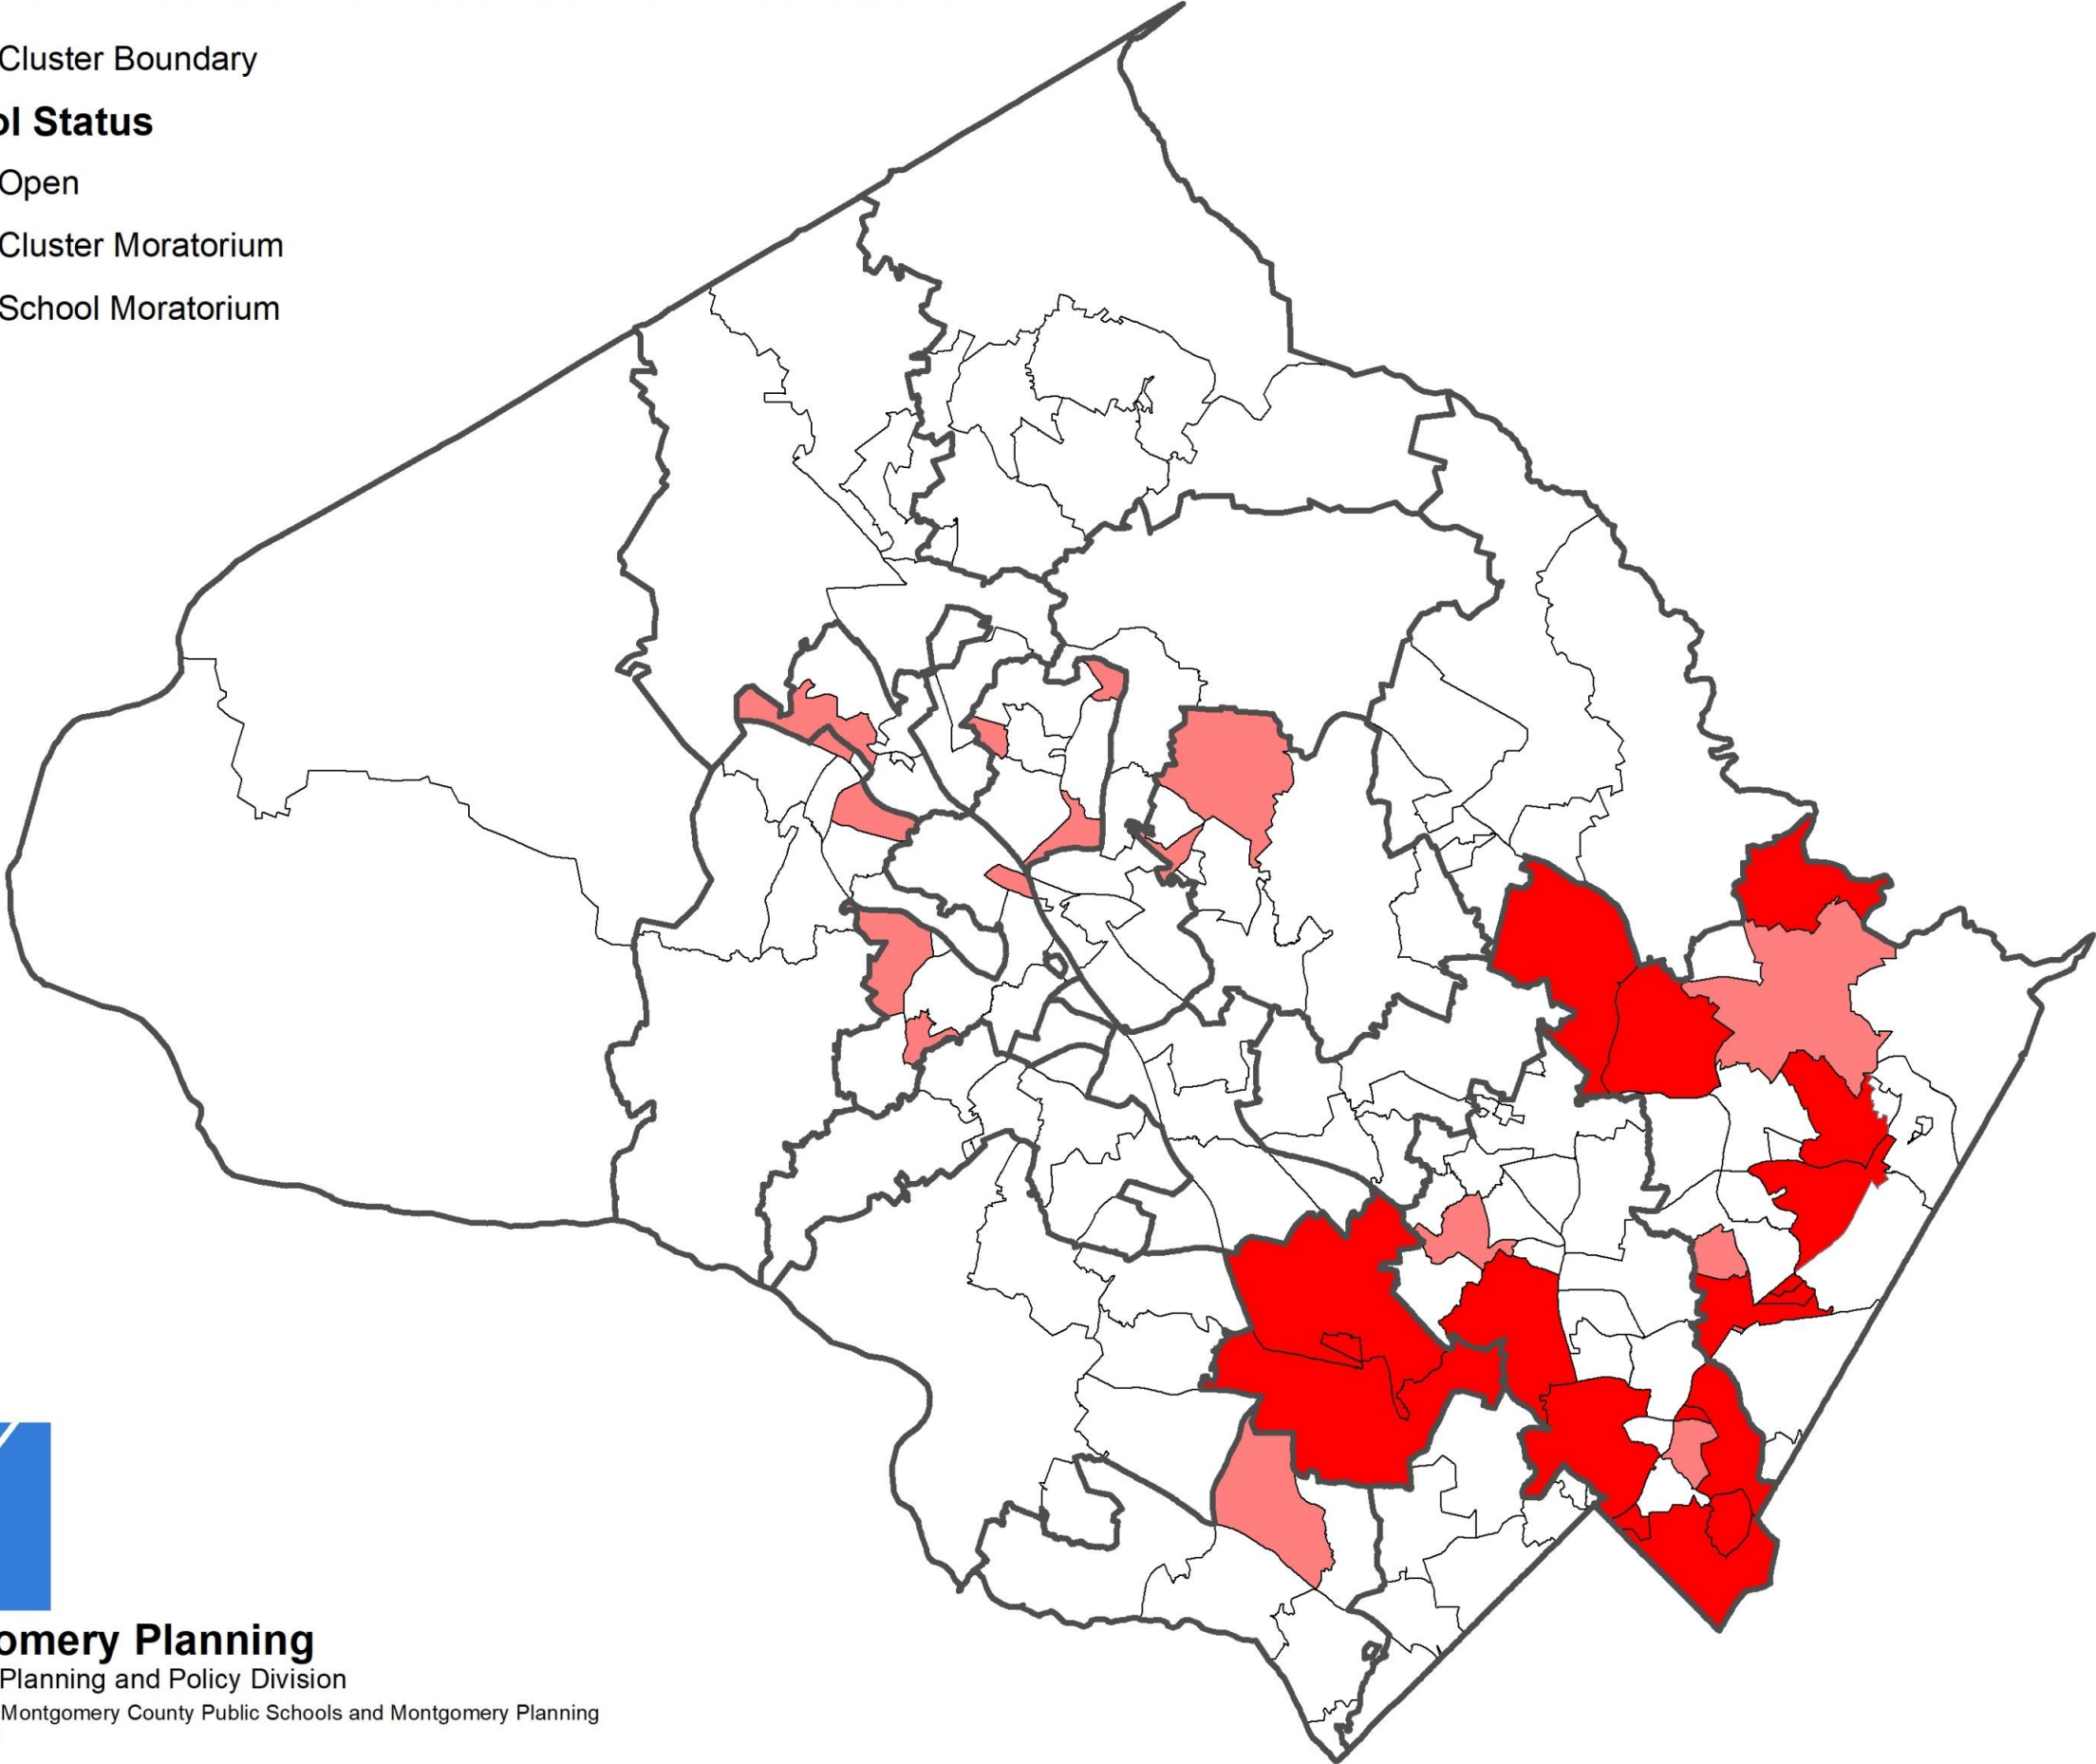 Cluster Boundary
ol Status
Open
Cluster Moratorium
School Moratorium
omery Planning
Planning and Policy Division
Montgomery County Public Schools and Montgomery Planning